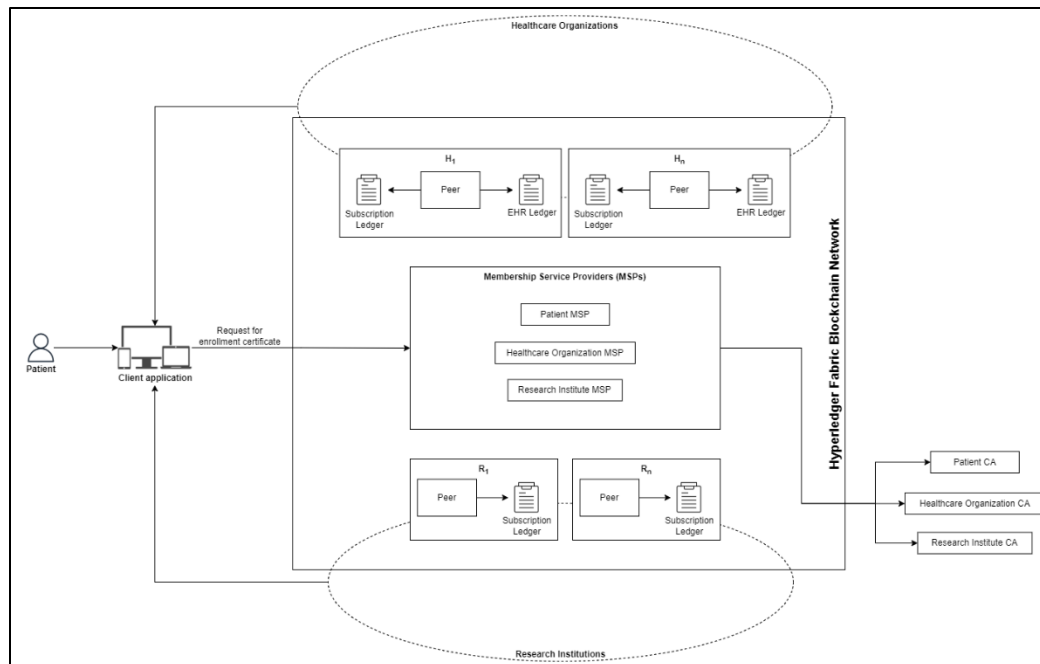 Healthcare Organizations
H1
Hn
Peer
Peer
Subscription
Ledger
EHR Ledger
Subscription
Ledger
EHR Ledger
Membership Service Providers (MSPs)
Patient MSP
Healthcare Organization MSP
Research Institute MSP
Hyperledger Fabric Blockchain Network
Request for
enrollment certificate
Patient
Client application
Patient CA
Healthcare Organization CA
Research Institute CA
R1
Rn
Peer
Peer
Subscription
Ledger
Subscription
Ledger
Research Institutions